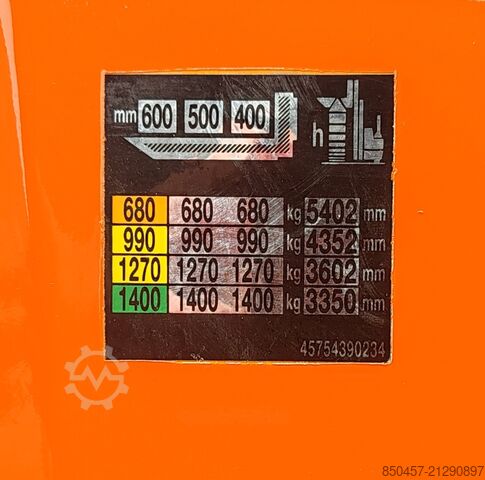 mm 600 500 400
h
680 680 680 kg 5402 mm
990 990 990 kg 4352 mm
1270 1270 1270 kg 3602 mm
1400 1400 1400 kg 3350 mm
45754390234
850457-21290897